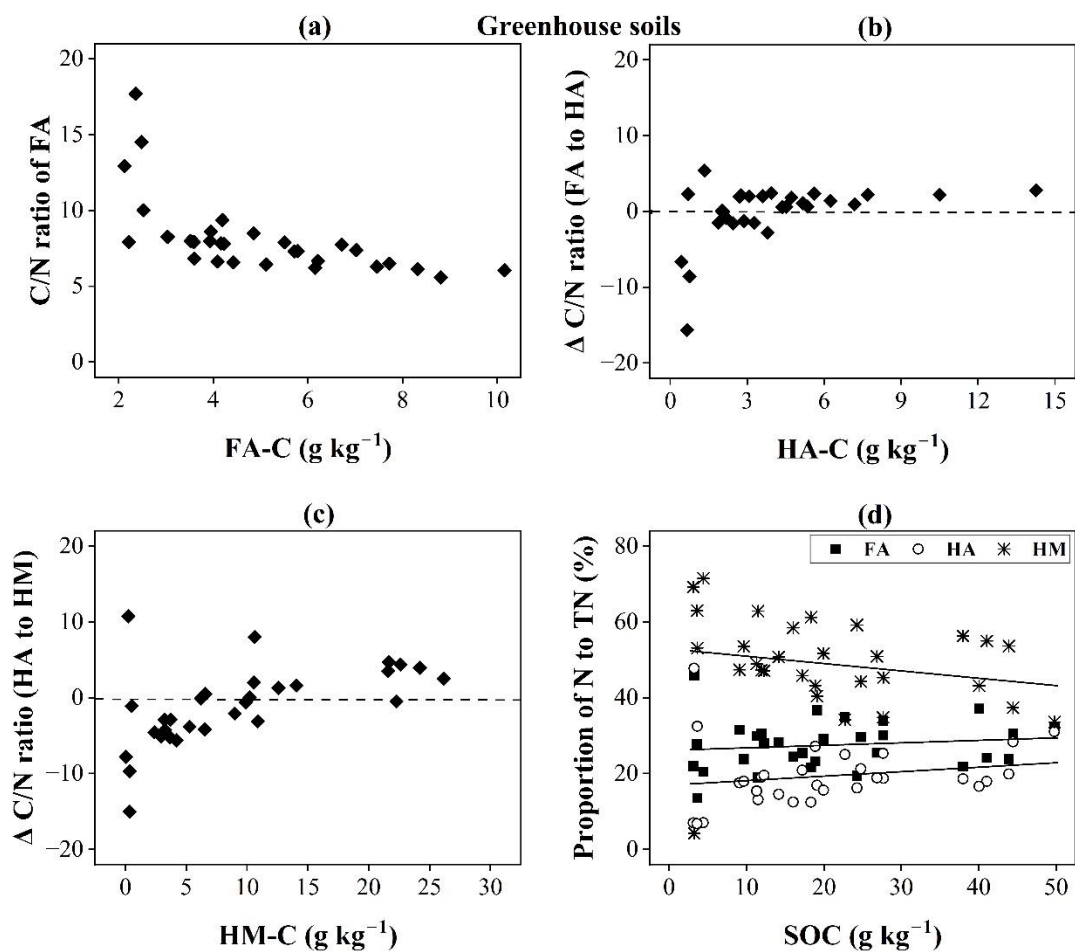 Greenhouse soils
(a)
20
15
10
5
0
C/N ratio of FA
2 4 6 8 10
FA-C (g kg⁻¹)
(b)
20
10
0
−10
−20
Δ C/N ratio (FA to HA)
0 3 6 9 12 15
HA-C (g kg⁻¹)
(c)
20
10
0
−10
−20
Δ C/N ratio (HA to HM)
0 5 10 15 20 25 30
HM-C (g kg⁻¹)
(d)
FA HA HM
80
60
40
20
0
Proportion of N to TN (%)
0 10 20 30 40 50
SOC (g kg⁻¹)